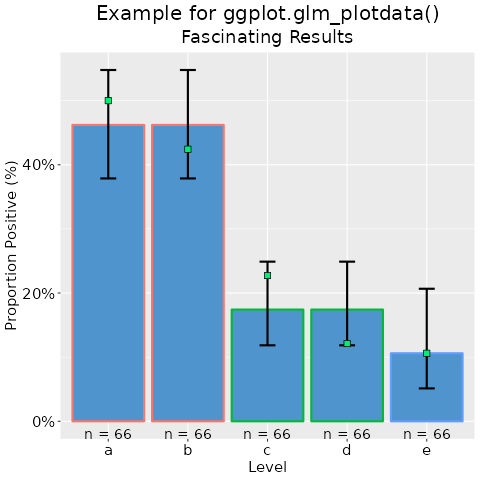 Example for ggplot.glm_plotdata()
Fascinating Results
Proportion Positive (%)
40%
20%
0%
n = 66 n = 66 n = 66 n = 66 n = 66
a b c d e
Level